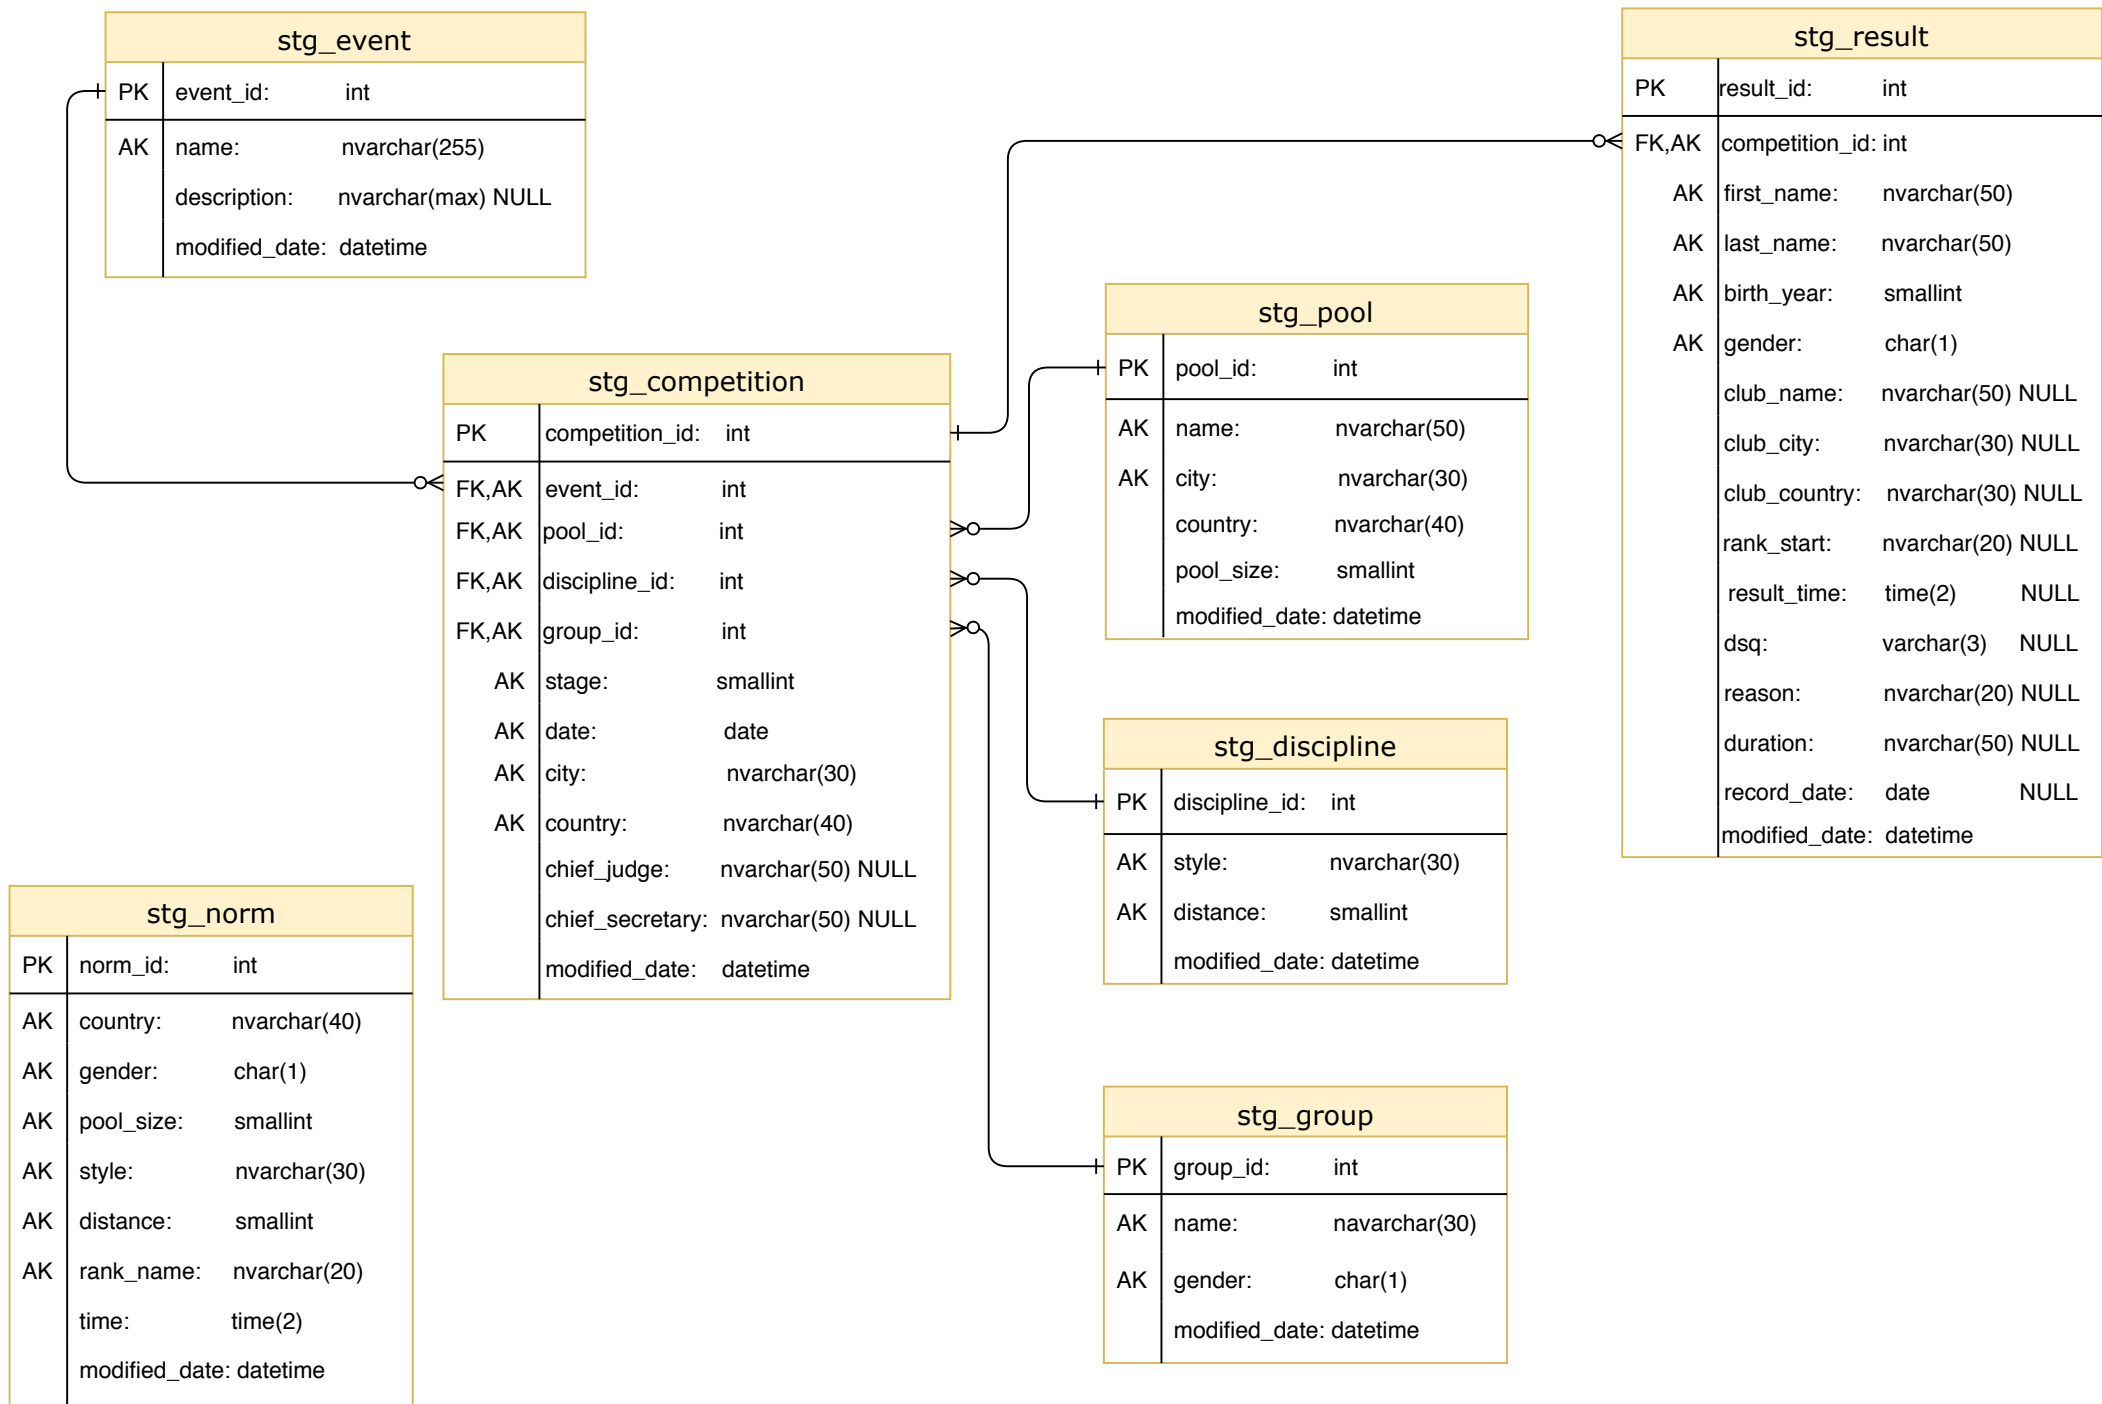 stg_event
PK event_id: int
AK name: nvarchar(255)
description: nvarchar(max) NULL
modified_date: datetime
stg_competition
PK competition_id: int
FK,AK event_id: int
FK,AK pool_id: int
FK,AK discipline_id: int
FK,AK group_id: int
AK stage: smallint
AK date: date
AK city: nvarchar(30)
AK country: nvarchar(40)
chief_judge: nvarchar(50) NULL
chief_secretary: nvarchar(50) NULL
modified_date: datetime
stg_norm
PK norm_id: int
AK country: nvarchar(40)
AK gender: char(1)
AK pool_size: smallint
AK style: nvarchar(30)
AK distance: smallint
AK rank_name: nvarchar(20)
time: time(2)
modified_date: datetime
stg_pool
PK pool_id: int
AK name: nvarchar(50)
AK city: nvarchar(30)
country: nvarchar(40)
pool_size: smallint
modified_date: datetime
stg_discipline
PK discipline_id: int
AK style: nvarchar(30)
AK distance: smallint
modified_date: datetime
stg_group
PK group_id: int
AK name: navarchar(30)
AK gender: char(1)
modified_date: datetime
stg_result
PK result_id: int
FK,AK competition_id: int
AK first_name: nvarchar(50)
AK last_name: nvarchar(50)
AK birth_year: smallint
AK gender: char(1)
club_name: nvarchar(50) NULL
club_city: nvarchar(30) NULL
club_country: nvarchar(30) NULL
rank_start: nvarchar(20) NULL
result_time: time(2) NULL
dsq: varchar(3) NULL
reason: nvarchar(20) NULL
duration: nvarchar(50) NULL
record_date: date NULL
modified_date: datetime